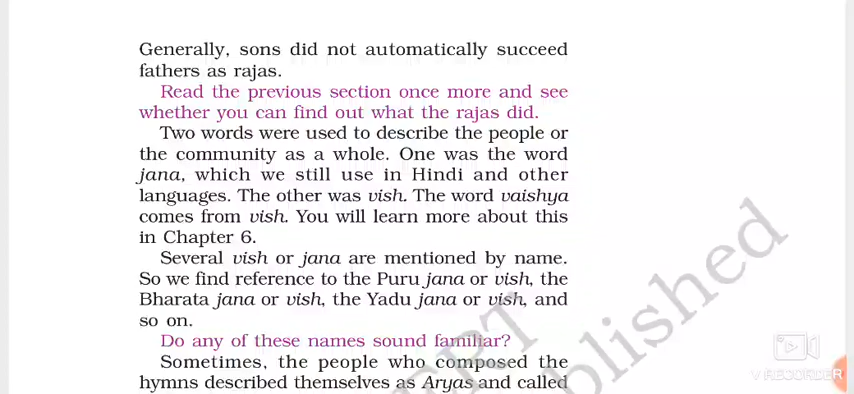 Generally, sons did not automatically succeed
fathers as rajas.
Read the previous section once more and see
whether you can find out what the rajas did.
Two words were used to describe the people or
the community as a whole. One was the word
jana, which we still use in Hindi and other
languages. The other was vish. The word vaishya
comes from vish. You will learn more about this
in Chapter 6.
Several vish or jana are mentioned by name.
So we find reference to the Puru jana or vish, the
Bharata jana or vish, the Yadu jana or vish, and
so on.
Do any of these names sound familiar?
Sometimes, the people who composed the
hymns described themselves as Aryas and called
V RECORDER